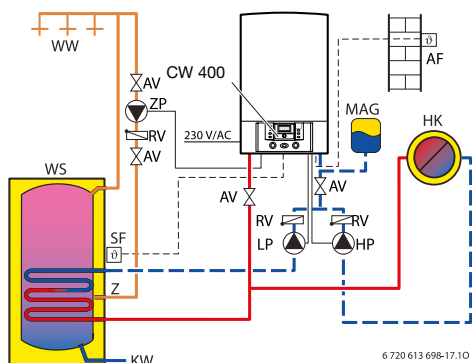 WW
AV
ZP
RV
AV
CW 400
230 V/AC
ϑ
AF
MAG
HK
WS
AV
AV
SF
ϑ
RV
RV
LP
HP
Z
KW
6 720 613 698-17.1O